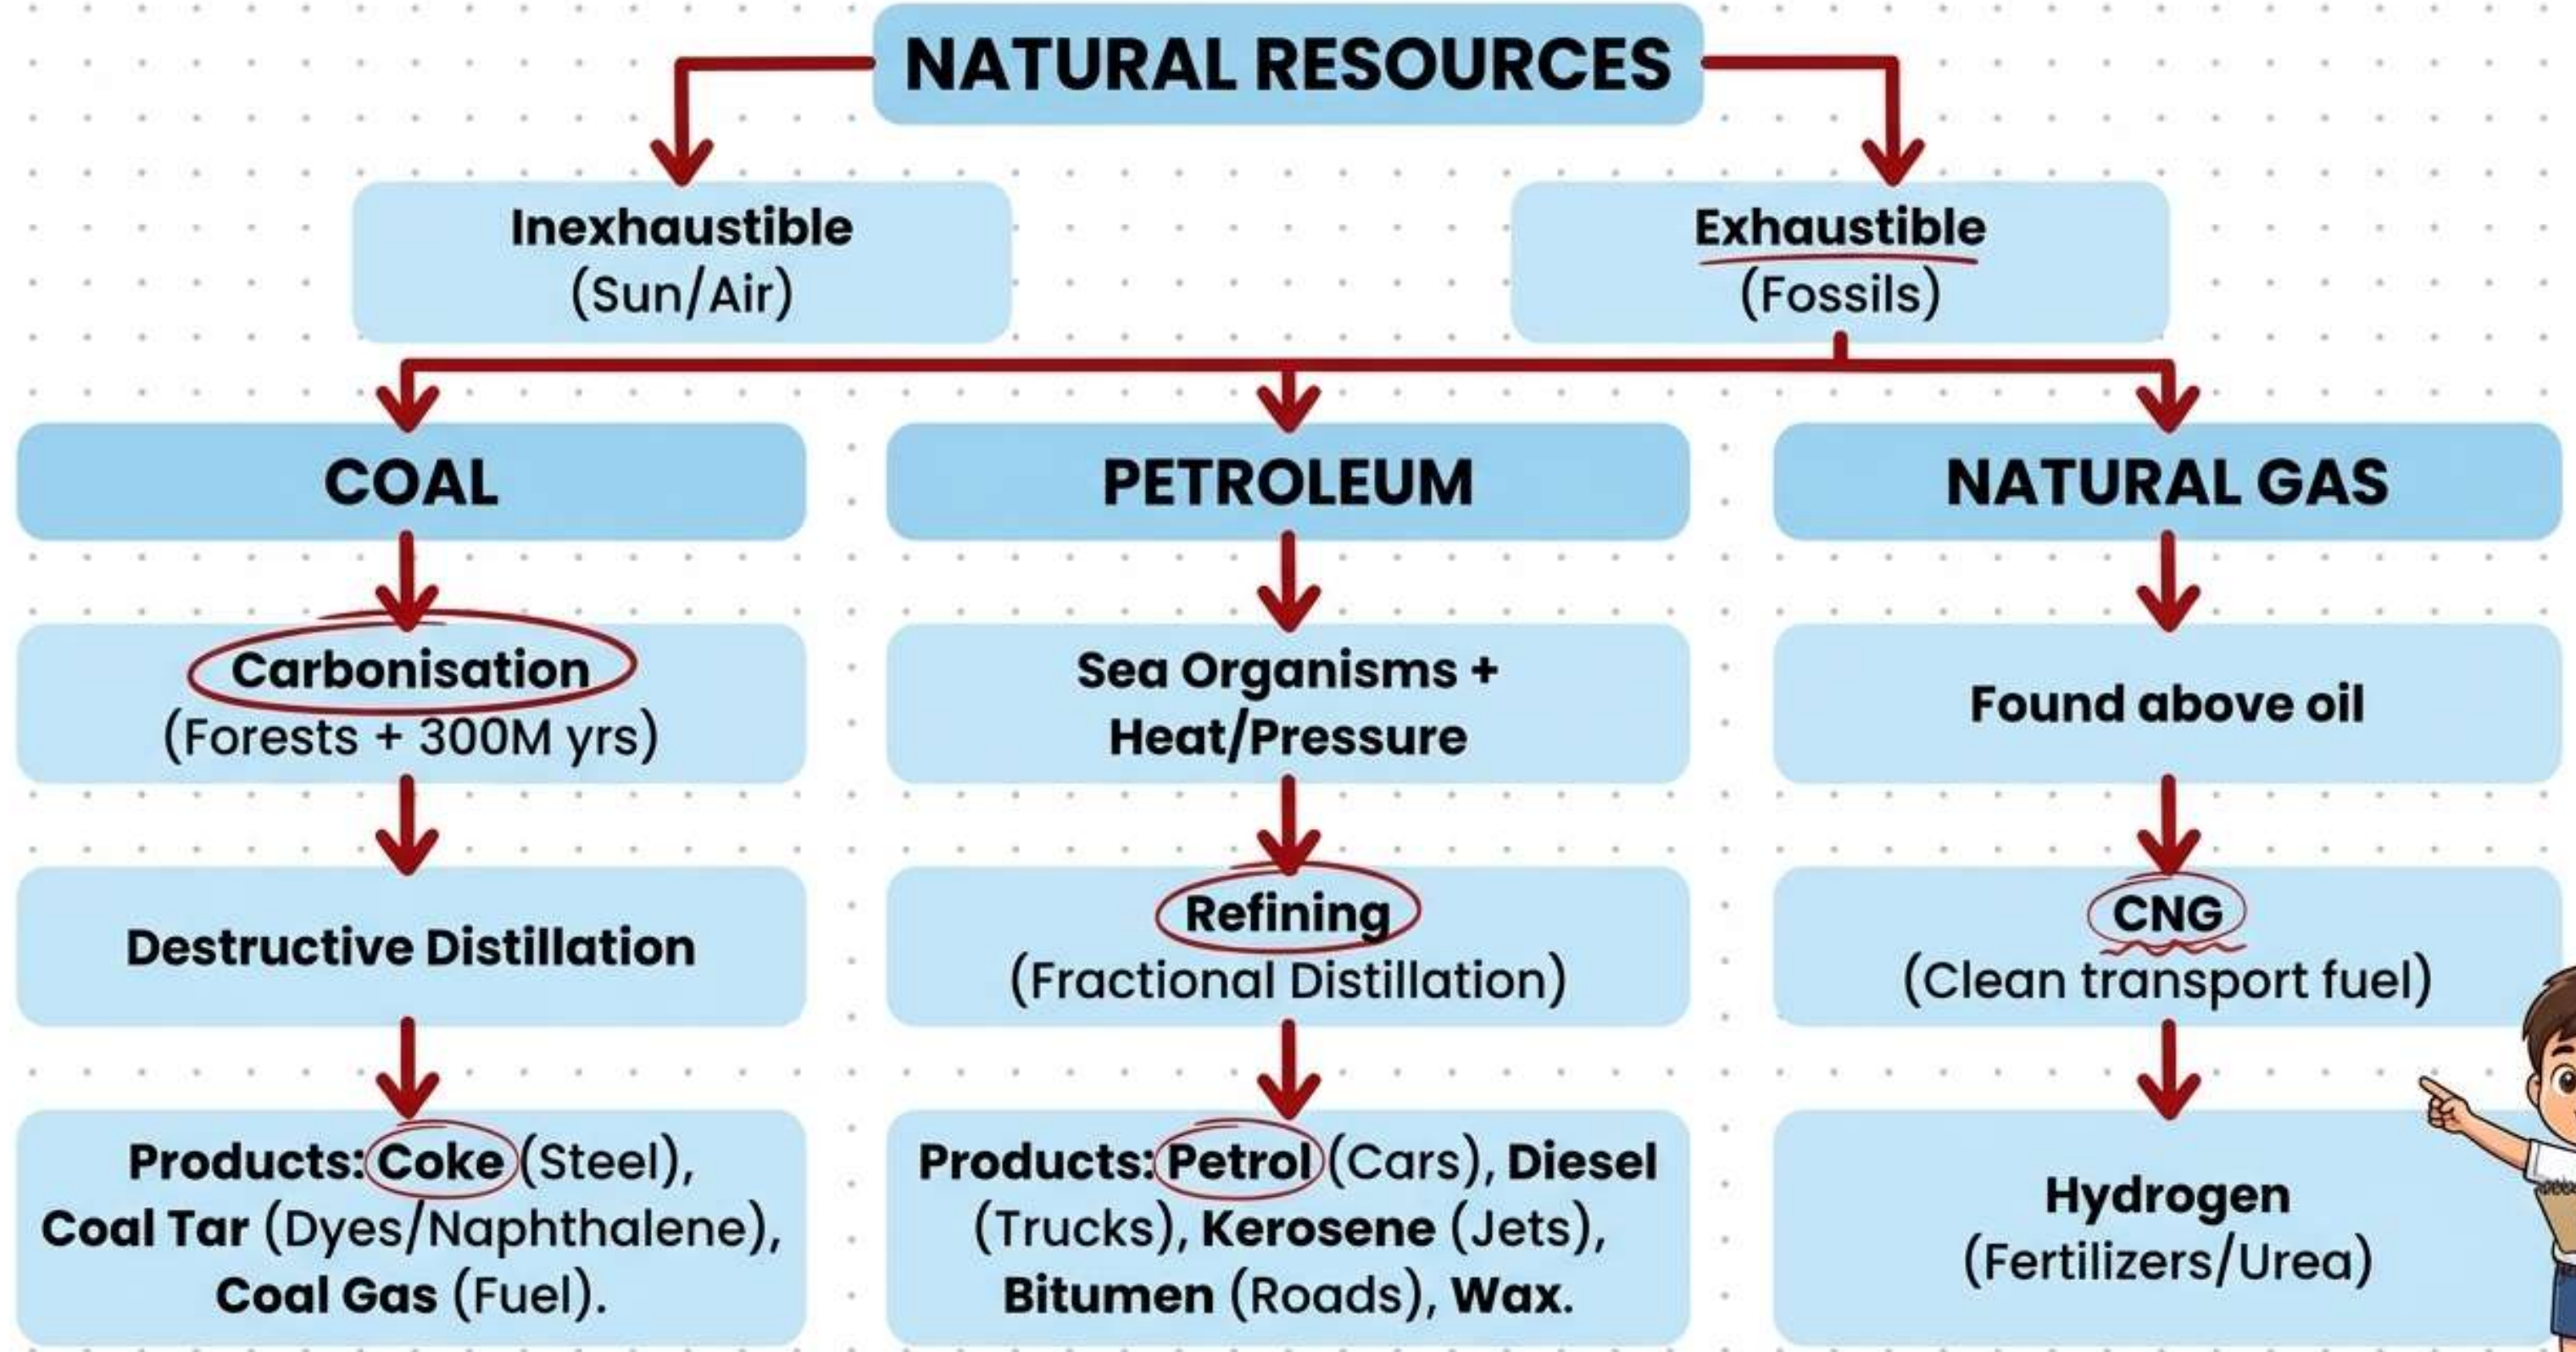 NATURAL RESOURCES
Inexhaustible
(Sun/Air)
Exhaustible
(Fossils)
COAL
PETROLEUM
NATURAL GAS
Carbonisation
(Forests + 300M yrs)
Sea Organisms +
Heat/Pressure
Found above oil
Destructive Distillation
Refining
(Fractional Distillation)
CNG
(Clean transport fuel)
Products: Coke (Steel),
Coal Tar (Dyes/Naphthalene),
Coal Gas (Fuel).
Products: Petrol (Cars), Diesel
(Trucks), Kerosene (Jets),
Bitumen (Roads), Wax.
Hydrogen
(Fertilizers/Urea)